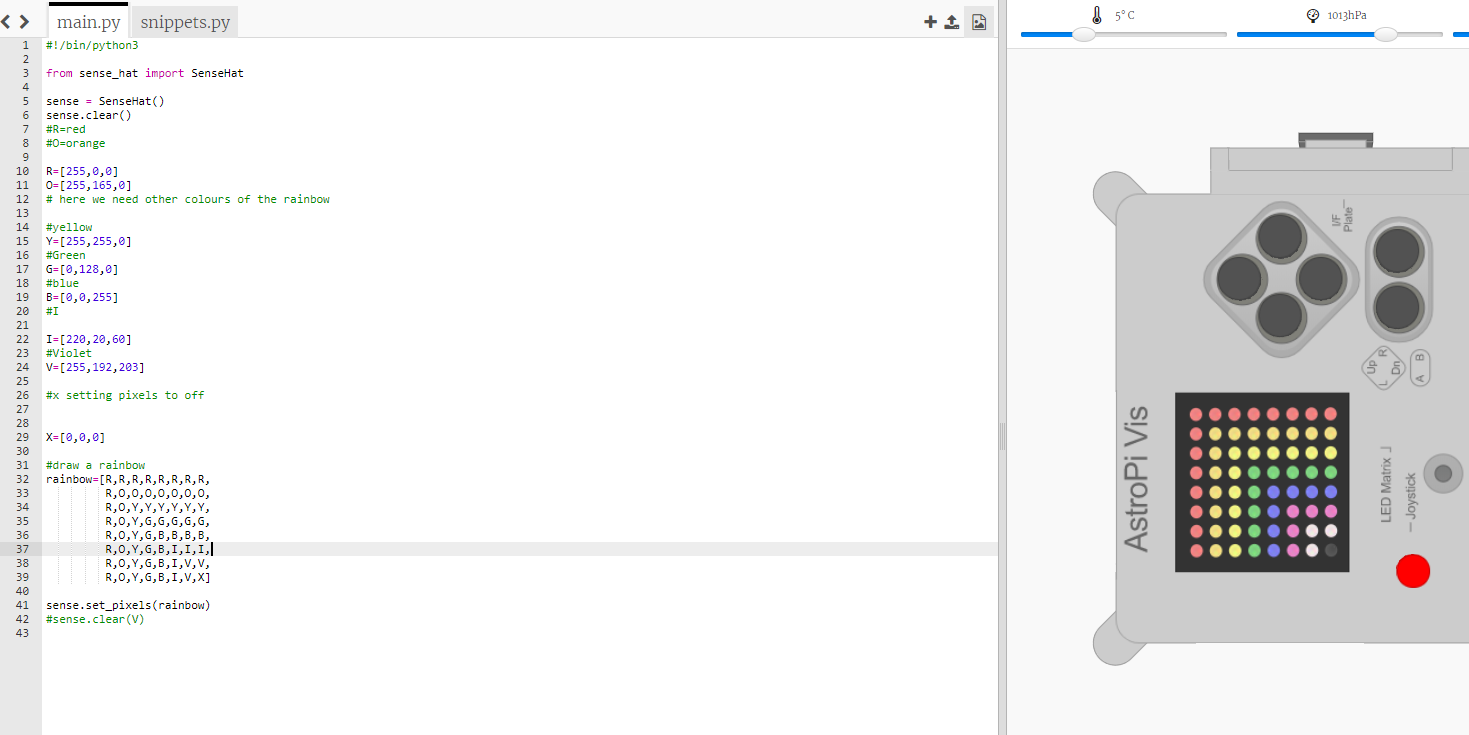 main.py snippets.py
5°C 1013hPa
1 #!/bin/python3
2
3 from sense_hat import SenseHat
4
5 sense = SenseHat()
6 sense.clear()
7 #R=red
8 #O=orange
9
10 R=[255,0,0]
11 O=[255,165,0]
12 # here we need other colours of the rainbow
13
14 #yellow
15 Y=[255,255,0]
16 #Green
17 G=[0,128,0]
18 #blue
19 B=[0,0,255]
20 #I
21
22 I=[220,20,60]
23 #Violet
24 V=[255,192,203]
25
26 #x setting pixels to off
27
28
29 X=[0,0,0]
30
31 #draw a rainbow
32 rainbow=[R,R,R,R,R,R,R,R,
33 R,O,O,O,O,O,O,O,
34 R,O,Y,Y,Y,Y,Y,Y,
35 R,O,Y,G,G,G,G,G,
36 R,O,Y,G,B,B,B,B,
37 R,O,Y,G,B,I,I,I,
38 R,O,Y,G,B,I,V,V,
39 R,O,Y,G,B,I,V,X]
40
41 sense.set_pixels(rainbow)
42 #sense.clear(V)
43
I/F
Plate
Up R
L Dn
B
A
AstroPi Vis
LED Matrix
Joystick